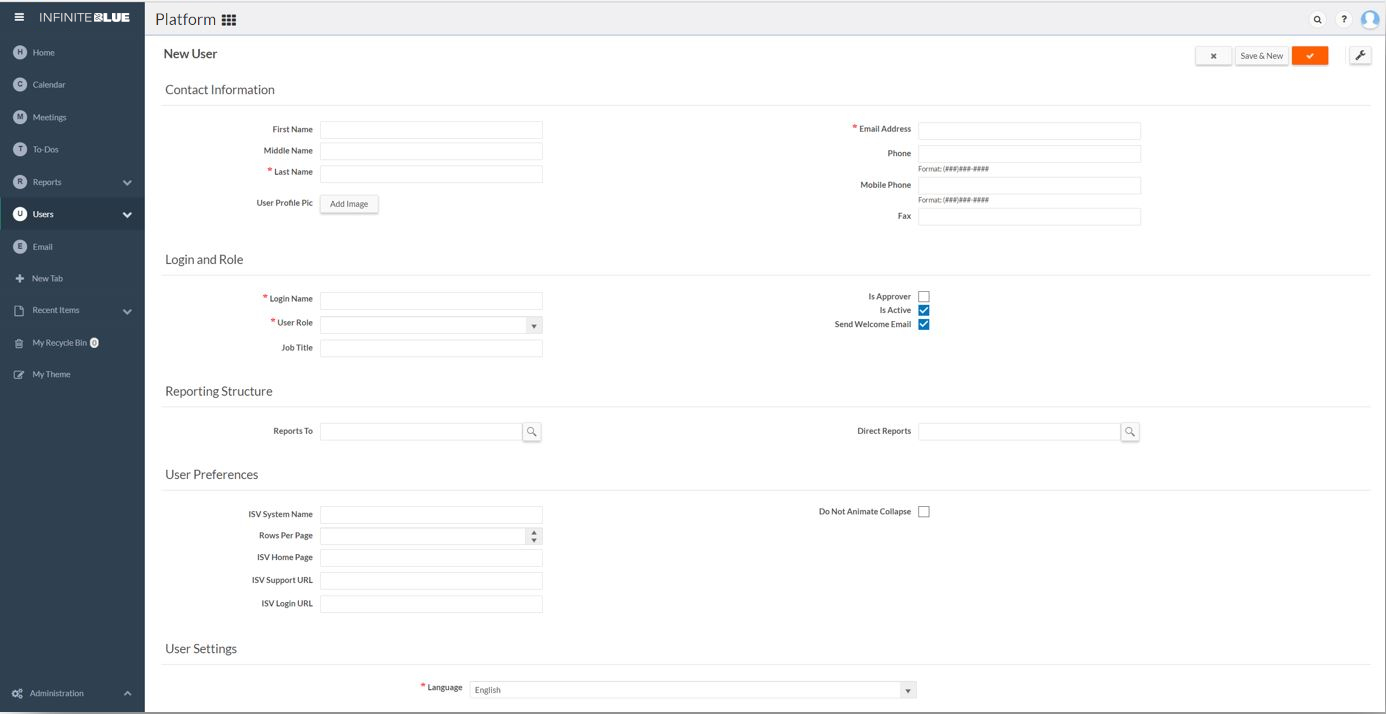 INFINITEBLUE
Platform
?
H Home
C Calendar
M Meetings
T To-Dos
R Reports
U Users
E Email
New Tab
Recent Items
My Recycle Bin 0
My Theme
Administration
New User
Save & New
Contact Information
First Name
Middle Name
* Last Name
User Profile Pic Add Image
* Email Address
Phone
Format: (###)###-####
Mobile Phone
Format: (###)###-####
Fax
Login and Role
* Login Name
* User Role
Job Title
Is Approver
Is Active
Send Welcome Email
Reporting Structure
Reports To
Direct Reports
User Preferences
ISV System Name
Rows Per Page
ISV Home Page
ISV Support URL
ISV Login URL
Do Not Animate Collapse
User Settings
* Language English